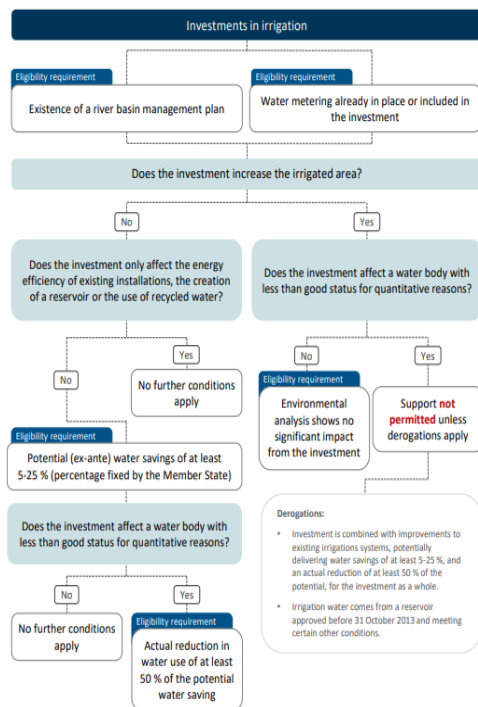 Investments in irrigation
Eligibility requirement
Existence of a river basin management plan
Eligibility requirement
Water metering already in place or included in
the investment
Does the investment increase the irrigated area?
No
Yes
Does the investment only affect the energy
efficiency of existing installations, the creation
of a reservoir or the use of recycled water?
Does the investment affect a water body with
less than good status for quantitative reasons?
No
Yes
No further conditions
apply
No
Yes
Eligibility requirement
Environmental
analysis shows no
significant impact
from the investment
Support not
permitted unless
derogations apply
Eligibility requirement
Potential (ex-ante) water savings of at least
5-25 % (percentage fixed by the Member State)
Does the investment affect a water body with
less than good status for quantitative reasons?
No
Yes
No further conditions
apply
Eligibility requirement
Actual reduction in
water use of at least
50 % of the potential
water saving
Derogations:
• Investment is combined with improvements to
existing irrigations systems, potentially
delivering water savings of at least 5-25 %, and
an actual reduction of at least 50 % of the
potential, for the investment as a whole.
• Irrigation water comes from a reservoir
approved before 31 October 2013 and meeting
certain other conditions.